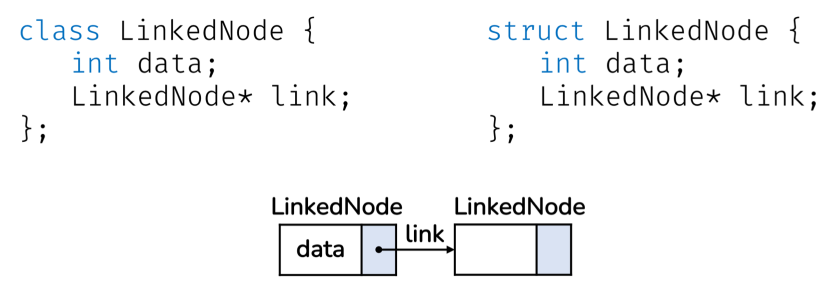 class LinkedNode {
int data;
LinkedNode* link;
};
struct LinkedNode {
int data;
LinkedNode* link;
};
LinkedNode
LinkedNode
data
link